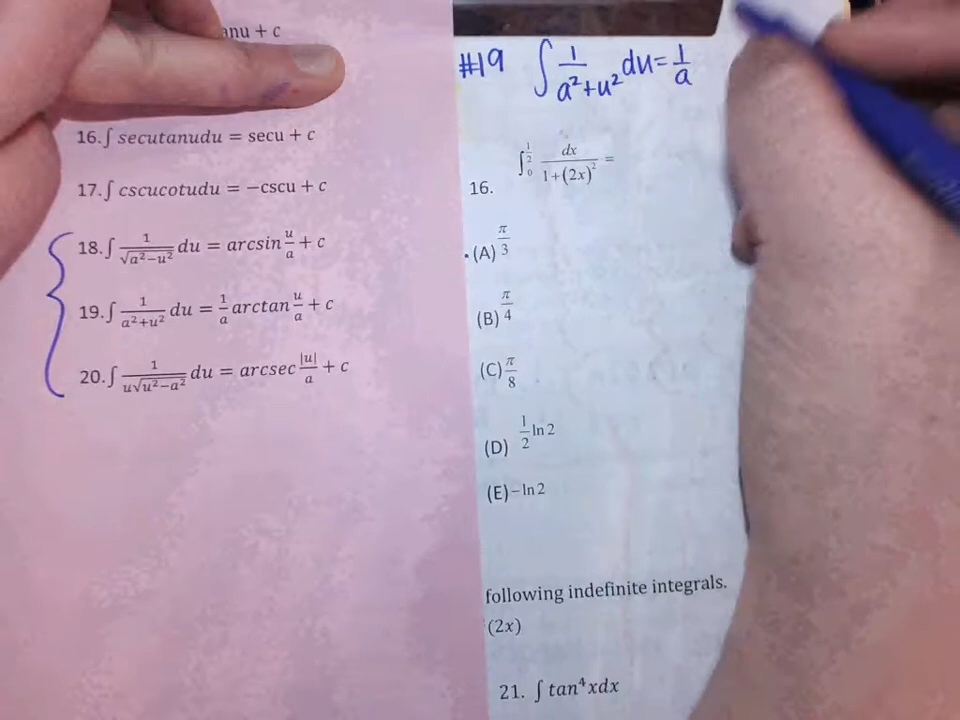 anu + c
16. ∫ secutanudu = secu + c
17. ∫ cscucotudu = −cscu + c
18. ∫ 1/√(a²−u²) du = arcsin u/a + c
19. ∫ 1/(a²+u²) du = 1/a arctan u/a + c
20. ∫ 1/(u√(u²−a²)) du = arcsec |u|/a + c
#19 ∫ 1/(a²+u²) du = 1/a
16. ∫₀^(1/2) dx/(1+(2x)²) =
(A) π/3
(B) π/4
(C) π/8
(D) 1/2 ln 2
(E) −ln 2
following indefinite integrals.
(2x)
21. ∫ tan⁴xdx